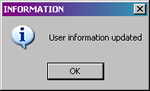 INFORMATION
User information updated
OK